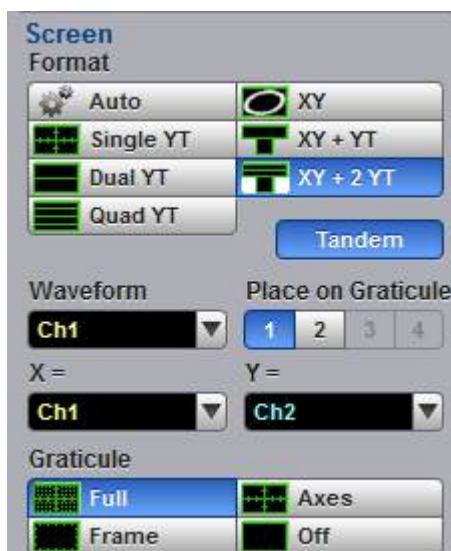 Screen
Format
Auto XY
Single YT XY + YT
Dual YT XY + 2 YT
Quad YT
Tandem
Waveform Place on Graticule
Ch1 1 2 3 4
X = Y =
Ch1 Ch2
Graticule
Full Axes
Frame Off